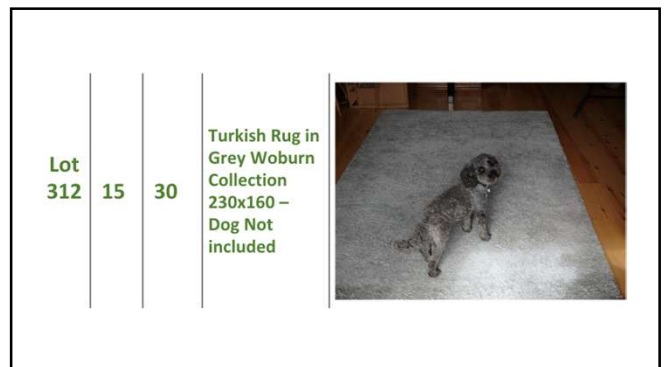 Lot
312
15
30
Turkish Rug in
Grey Woburn
Collection
230x160 –
Dog Not
included